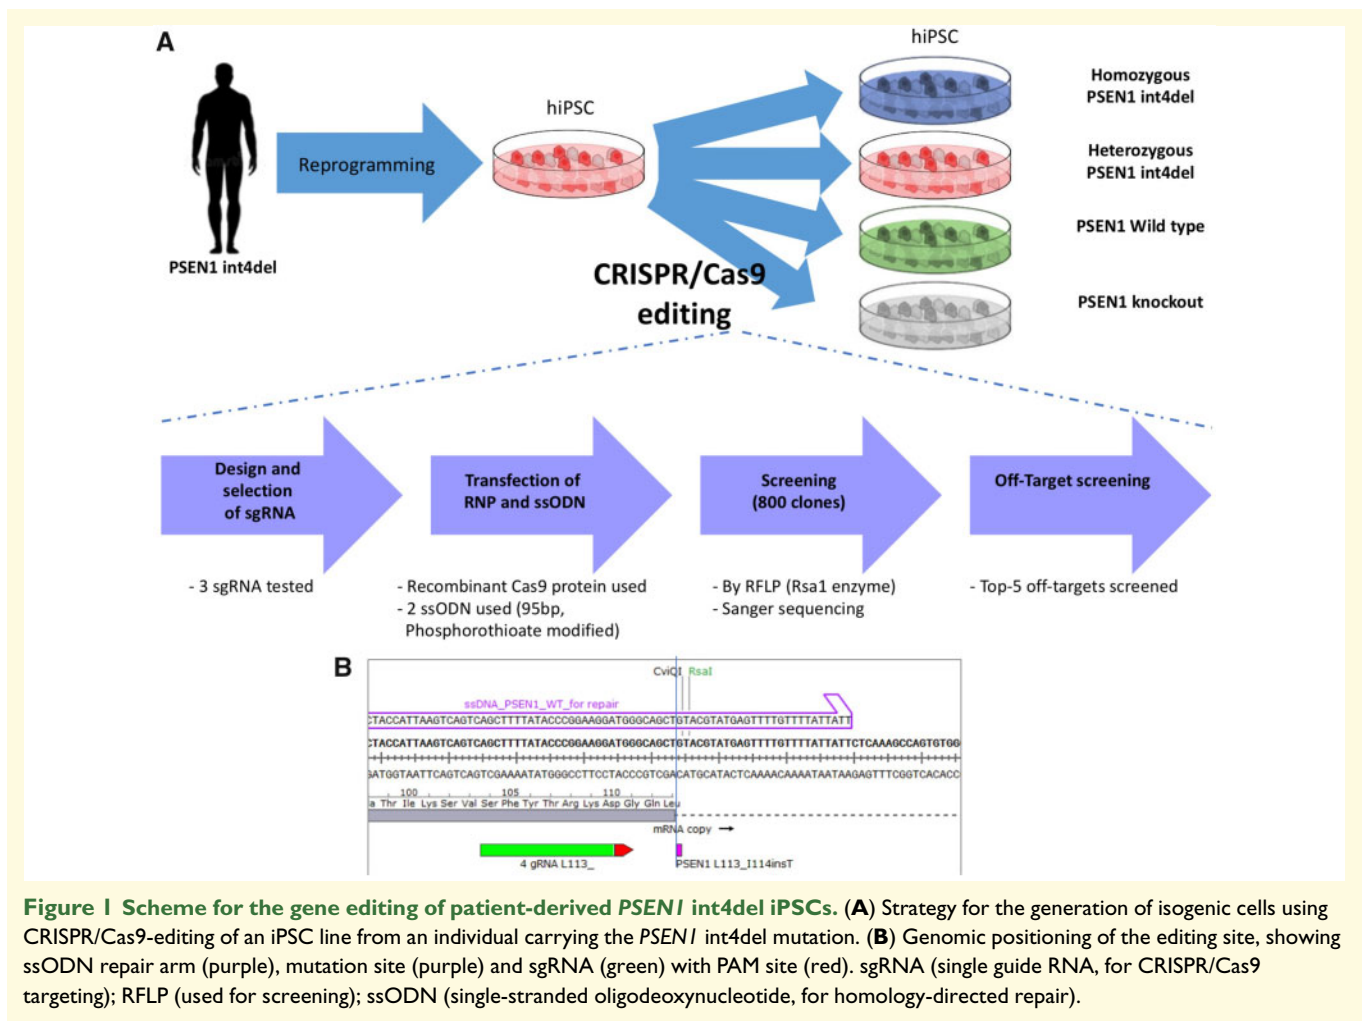 A
hiPSC
hiPSC
Reprogramming
PSEN1 int4del
Homozygous
PSEN1 int4del
Heterozygous
PSEN1 int4del
PSEN1 Wild type
PSEN1 knockout
CRISPR/Cas9
editing
Design and
selection
of sgRNA
Transfection of
RNP and ssODN
Screening
(800 clones)
Off-Target screening
- 3 sgRNA tested
- Recombinant Cas9 protein used
- 2 ssODN used (95bp,
Phosphorothioate modified)
- By RFLP (Rsa1 enzyme)
- Sanger sequencing
- Top-5 off-targets screened
B
CviQI RsaI
ssDNA_PSEN1_WT_for repair
CTACCATTAAGTCAGTCAGCTTTTATACCCGGAAGGATGGGCAGCTGTACGTATGAGTTTTGTTTTATTATT
CTACCATTAAGTCAGTCAGCTTTTATACCCGGAAGGATGGGCAGCTGTACGTATGAGTTTTGTTTTATTATTCTCAAAGCCAGTGTGG
GATGGTAATTCAGTCAGTCGAAAATATGGGCCTTCCTACCCGTCGACATGCATACTCAAAACAAAATAATAAGAGTTTCGGTCACACC
100 105 110
a Thr Ile Lys Ser Val Ser Phe Tyr Thr Arg Lys Asp Gly Gln Leu
mRNA copy
4 gRNA L113_
PSEN1 L113_I114insT
Figure 1 Scheme for the gene editing of patient-derived PSEN1 int4del iPSCs. (A) Strategy for the generation of isogenic cells using
CRISPR/Cas9-editing of an iPSC line from an individual carrying the PSEN1 int4del mutation. (B) Genomic positioning of the editing site, showing
ssODN repair arm (purple), mutation site (purple) and sgRNA (green) with PAM site (red). sgRNA (single guide RNA, for CRISPR/Cas9
targeting); RFLP (used for screening); ssODN (single-stranded oligodeoxynucleotide, for homology-directed repair).